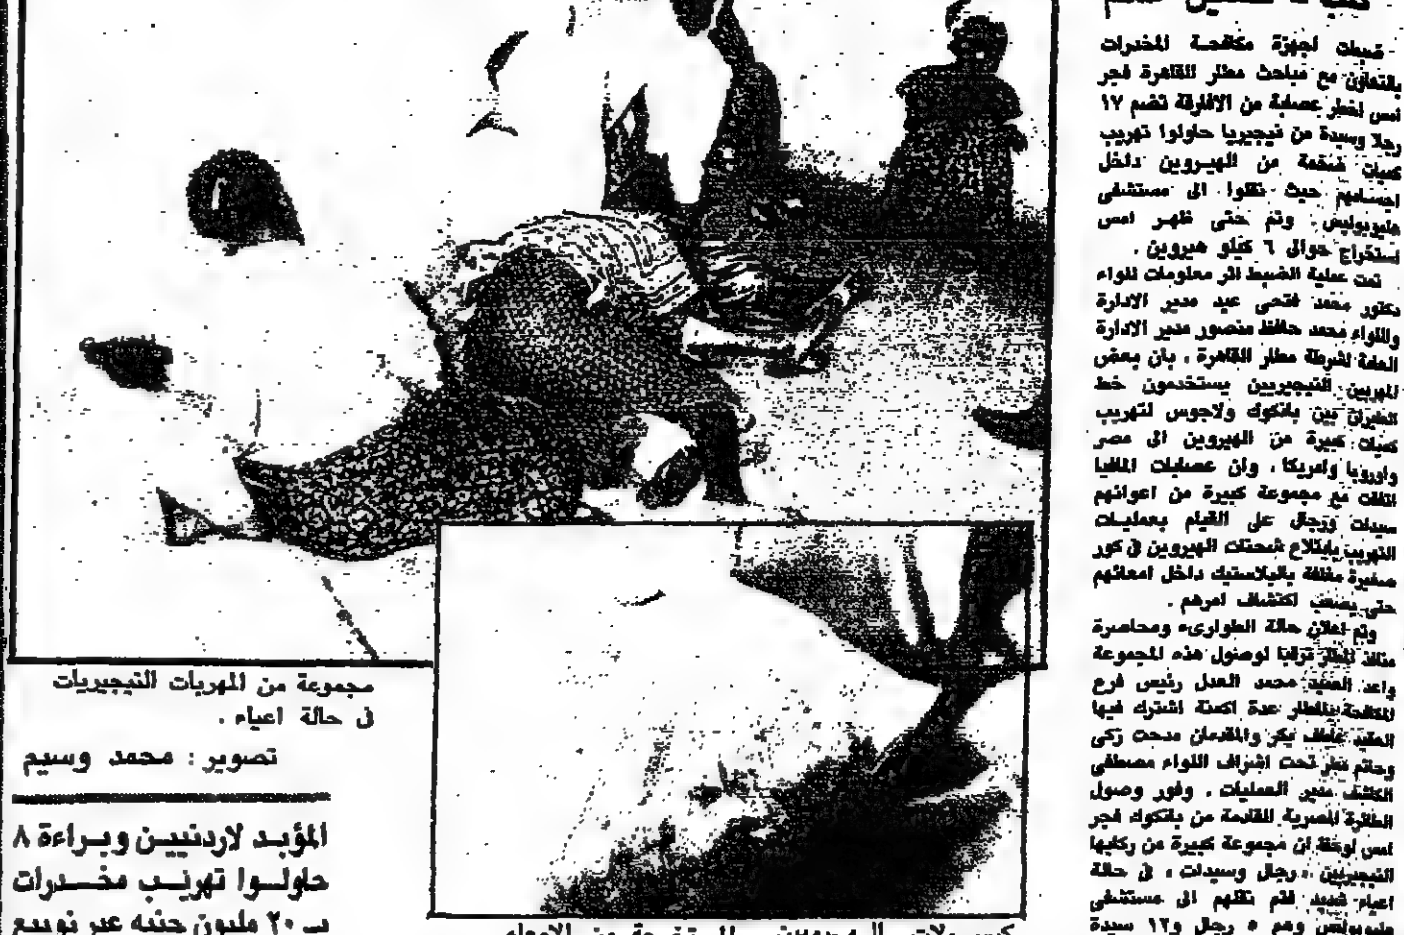 ضبطت اجهزة مكافحة المخدرات
بالتعاون مع مباحث مطار القاهرة فجر
امس اخطر عصابة من الافارقة تضم ١٧
رجلا وسيدة من نيجيريا حاولوا تهريب
كميات ضخمة من الهيروين داخل
اجسامهم حيث نقلوا الى مستشفى
هليوبوليس . وتم حتى ظهر امس
استخراج حوالى ٦ كيلو هيروين .
تمت عملية الضبط اثر معلومات للواء
دكتور محمد فتحى عيد مدير الادارة
واللواء محمد حافظ منصور مدير الادارة
العامة لشرطة مطار القاهرة ، بان بعض
المهربين النيجيريين يستخدمون خط
الطيران بين بانكوك ولاجوس لتهريب
كميات كبيرة من الهيروين الى مصر
واوروبا وامريكا ، وان عصابات المافيا
اتفقت مع مجموعة كبيرة من اعوانهم
سيدات ورجال على القيام بعمليات
التهريب بابتلاع شحنات الهيروين فى كور
صغيرة مغلفة بالبلاستيك داخل امعائهم
حتى يصعب اكتشاف امرهم .
وتم اعلان حالة الطوارىء ومحاصرة
منافذ المطار ترقبا لوصول هذه المجموعة
واعد العميد محمد العدل رئيس فرع
المكافحة بالمطار عدة اكمنة اشترك فيها
العقيد عاطف بكر والمقدمان مدحت زكى
وحاتم تحت اشراف اللواء مصطفى
الكاشف مدير العمليات . وفور وصول
الطائرة المصرية القادمة من بانكوك فجر
امس لوحظ ان مجموعة كبيرة من ركابها
النيجيريين ، رجال وسيدات ، فى حالة
اعياء شديد فتم نقلهم الى مستشفى
هليوبوليس وهم ٥ رجال و١٢ سيدة
مجموعة من المهربات النيجيريات
فى حالة اعياء .
تصوير : محمد وسيم
المؤبد لاردنيين وبراءة ٨
حاولوا تهريب مخدرات
بـ ٢٠ مليون جنيه عبر نويبع